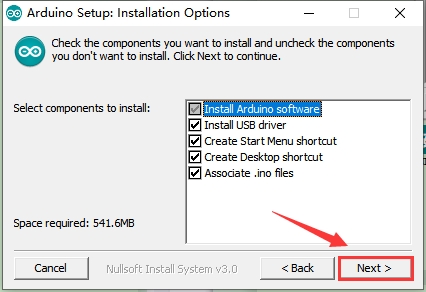 Arduino Setup: Installation Options
Check the components you want to install and uncheck the components
you don't want to install. Click Next to continue.
Select components to install:
Install Arduino software
Install USB driver
Create Start Menu shortcut
Create Desktop shortcut
Associate .ino files
Space required: 541.6MB
Cancel
Nullsoft Install System v3.0
< Back
Next >